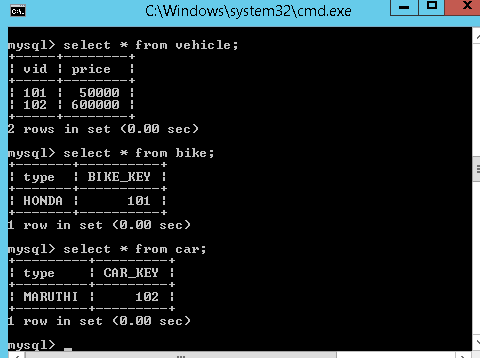 C:\Windows\system32\cmd.exe
mysql> select * from vehicle;
+-----+--------+
| vid | price  |
+-----+--------+
| 101 |  50000 |
| 102 | 600000 |
+-----+--------+
2 rows in set (0.00 sec)
mysql> select * from bike;
+-------+----------+
| type  | BIKE_KEY |
+-------+----------+
| HONDA |      101 |
+-------+----------+
1 row in set (0.00 sec)
mysql> select * from car;
+---------+---------+
| type    | CAR_KEY |
+---------+---------+
| MARUTHI |     102 |
+---------+---------+
1 row in set (0.00 sec)
mysql> _